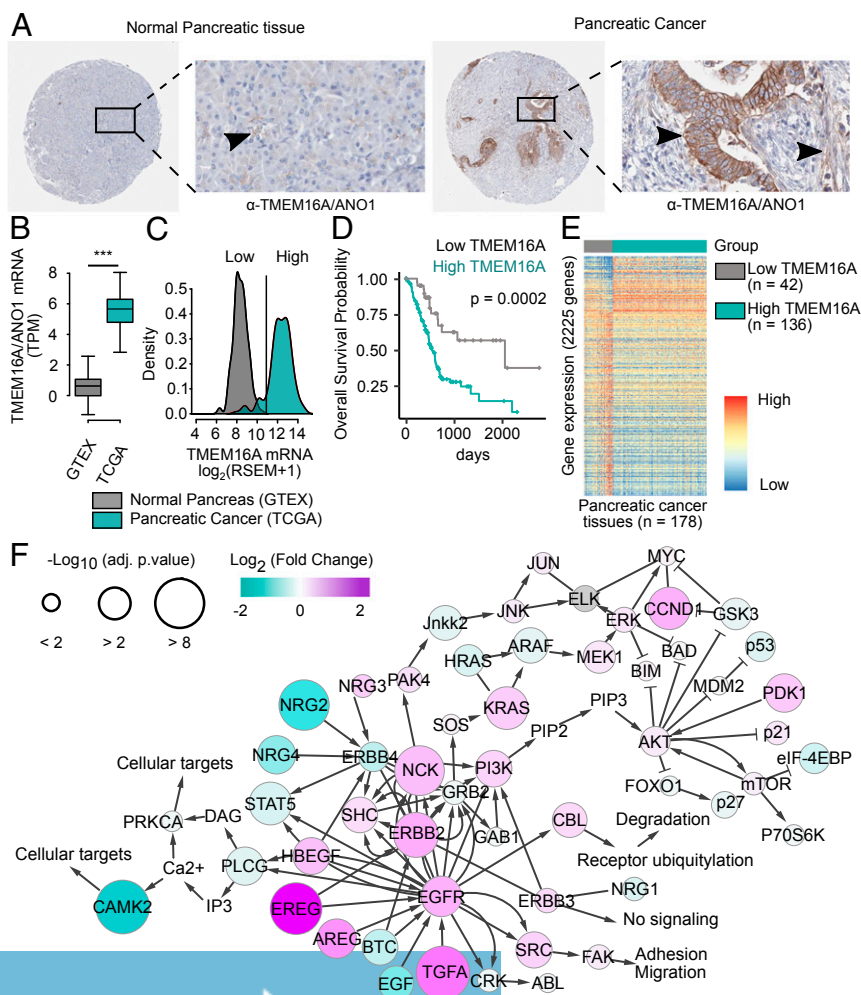 A
Normal Pancreatic tissue
Pancreatic Cancer
α-TMEM16A/ANO1
α-TMEM16A/ANO1
B
***
TMEM16A/ANO1 mRNA
(TPM)
8
6
4
2
0
GTEX
TCGA
C
Low
High
Density
0.5
0.4
0.3
0.2
0.1
0.0
4 6 8 10 12 14
TMEM16A mRNA
log2(RSEM+1)
Normal Pancreas (GTEX)
Pancreatic Cancer (TCGA)
D
Low TMEM16A
High TMEM16A
p = 0.0002
Overall Survival Probability
1.00
0.75
0.50
0.25
0 1000 2000
days
E
Group
Low TMEM16A
(n = 42)
High TMEM16A
(n = 136)
Gene expression (2225 genes)
High
Low
Pancreatic cancer
tissues (n = 178)
F
-Log10 (adj. p.value)
< 2 > 2 > 8
Log2 (Fold Change)
-2 0 2
JUN
MYC
JNK
ELK
CCND1
GSK3
ERK
Jnkk2
ARAF
HRAS
MEK1
BAD
p53
BIM
MDM2
PDK1
NRG3
PAK4
KRAS
PIP3
NRG2
SOS
PIP2
AKT
p21
NRG4
ERBB4
NCK
PI3K
eIF-4EBP
mTOR
FOXO1
p27
Cellular targets
STAT5
GRB2
SHC
PRKCA
DAG
ERBB2
GAB1
CBL
Degradation
P70S6K
Cellular targets
Ca2+
PLCG
HBEGF
Receptor ubiquitylation
CAMK2
IP3
EREG
EGFR
ERBB3
NRG1
No signaling
AREG
BTC
SRC
FAK
Adhesion
Migration
EGF
TGFA
CRK
ABL